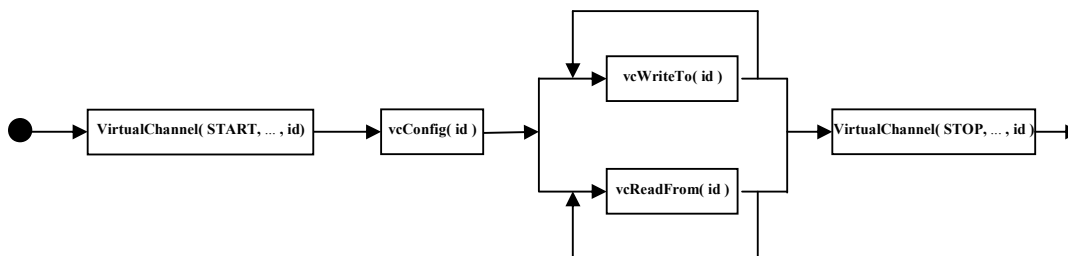 VirtualChannel( START, ... , id)
vcConfig( id )
vcWriteTo( id )
vcReadFrom( id )
VirtualChannel( STOP, ... , id )